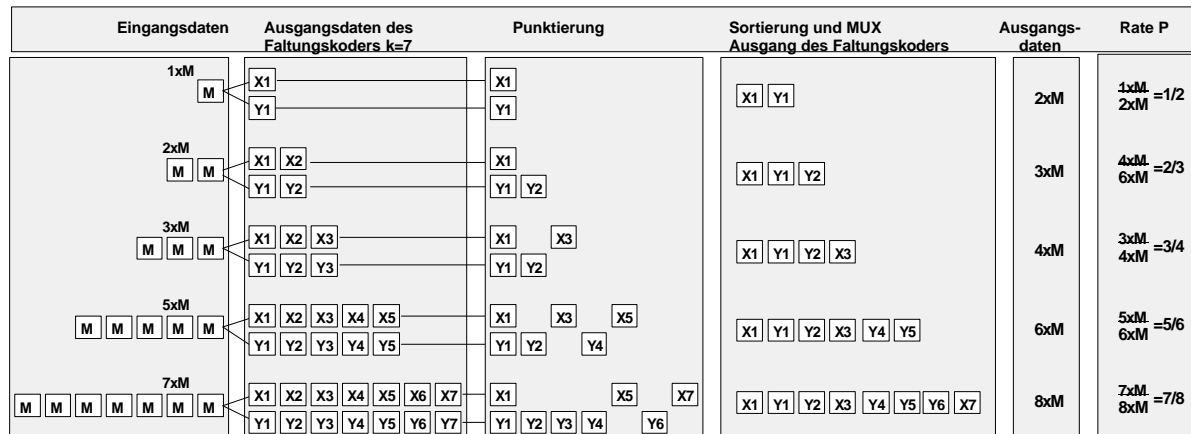 Eingangsdaten Ausgangsdaten des Faltungskoders k=7 Punktierung Sortierung und MUX Ausgang des Faltungskoders Ausgangs-daten Rate P
1xM
M
X1
Y1
X1
Y1
X1 Y1
2xM
1xM
2xM =1/2
2xM
M M
X1 X2
Y1 Y2
X1
Y1 Y2
X1 Y1 Y2
3xM
4xM
6xM =2/3
3xM
M M M
X1 X2 X3
Y1 Y2 Y3
X1 X3
Y1 Y2
X1 Y1 Y2 X3
4xM
3xM
4xM =3/4
5xM
M M M M M
X1 X2 X3 X4 X5
Y1 Y2 Y3 Y4 Y5
X1 X3 X5
Y1 Y2 Y4
X1 Y1 Y2 X3 Y4 Y5
6xM
5xM
6xM =5/6
7xM
M M M M M M M
X1 X2 X3 X4 X5 X6 X7
Y1 Y2 Y3 Y4 Y5 Y6 Y7
X1 X5 X7
Y1 Y2 Y3 Y4 Y6
X1 Y1 Y2 X3 Y4 Y5 Y6 X7
8xM
7xM
8xM =7/8